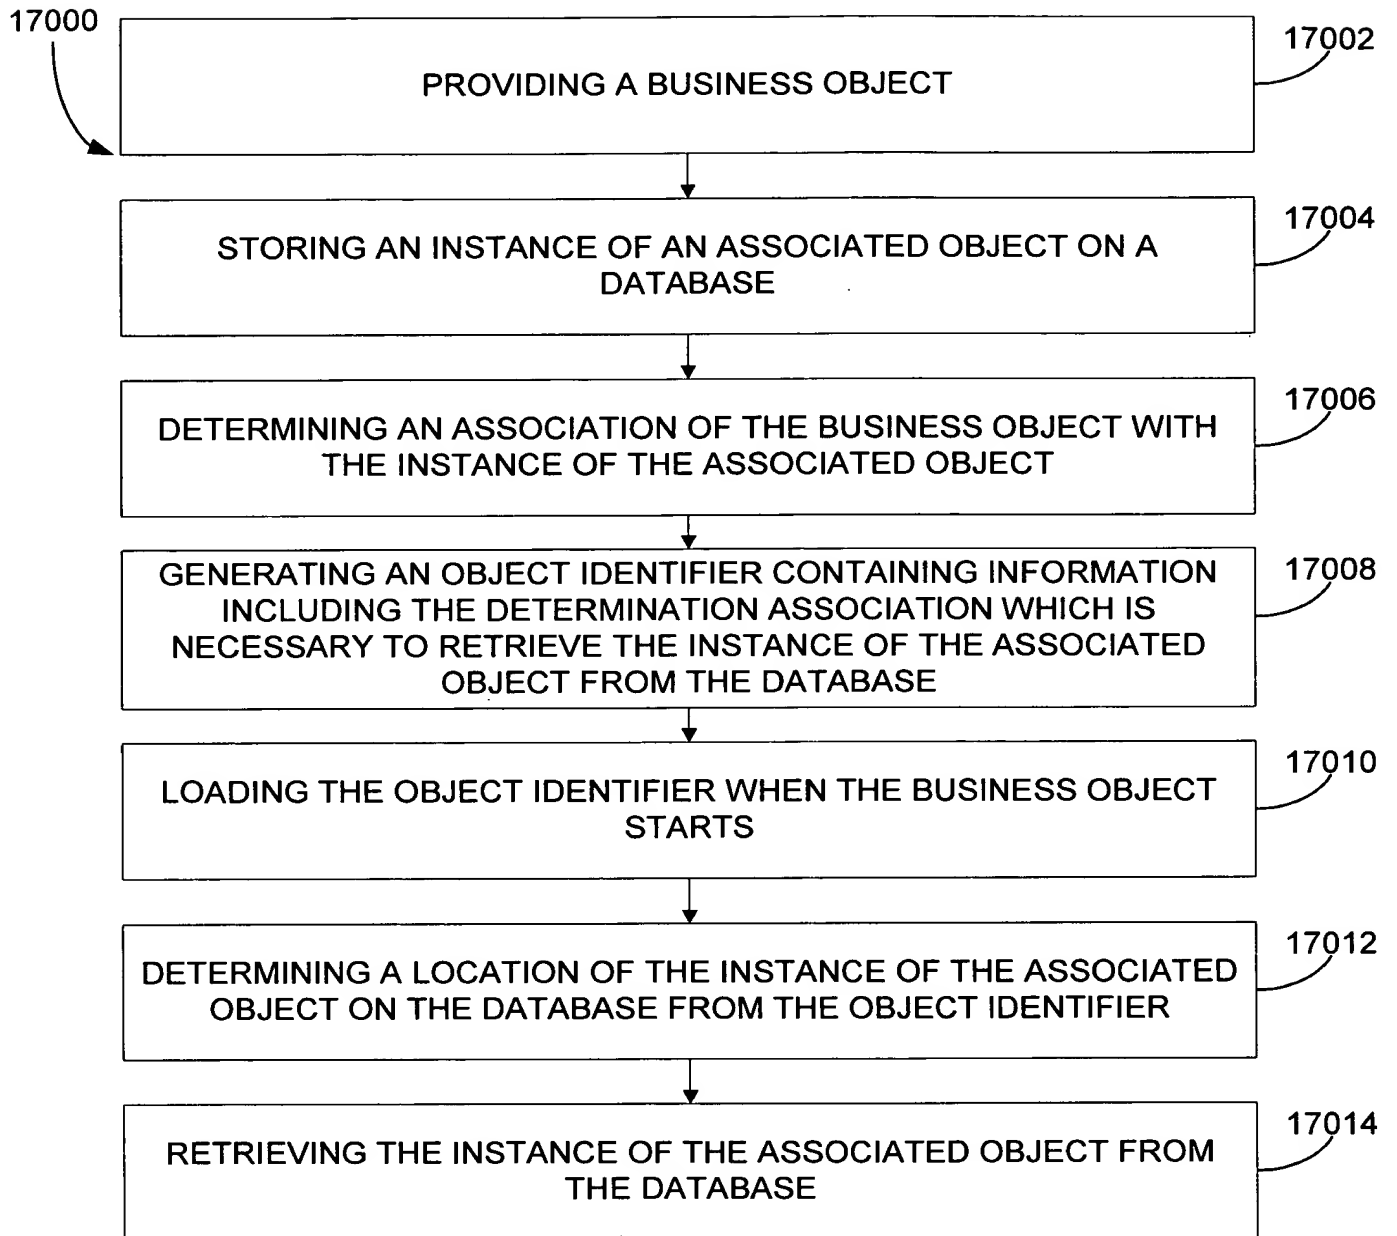 17000
PROVIDING A BUSINESS OBJECT
17002
STORING AN INSTANCE OF AN ASSOCIATED OBJECT ON A
DATABASE
17004
DETERMINING AN ASSOCIATION OF THE BUSINESS OBJECT WITH
THE INSTANCE OF THE ASSOCIATED OBJECT
17006
GENERATING AN OBJECT IDENTIFIER CONTAINING INFORMATION
INCLUDING THE DETERMINATION ASSOCIATION WHICH IS
NECESSARY TO RETRIEVE THE INSTANCE OF THE ASSOCIATED
OBJECT FROM THE DATABASE
17008
LOADING THE OBJECT IDENTIFIER WHEN THE BUSINESS OBJECT
STARTS
17010
DETERMINING A LOCATION OF THE INSTANCE OF THE ASSOCIATED
OBJECT ON THE DATABASE FROM THE OBJECT IDENTIFIER
17012
RETRIEVING THE INSTANCE OF THE ASSOCIATED OBJECT FROM
THE DATABASE
17014